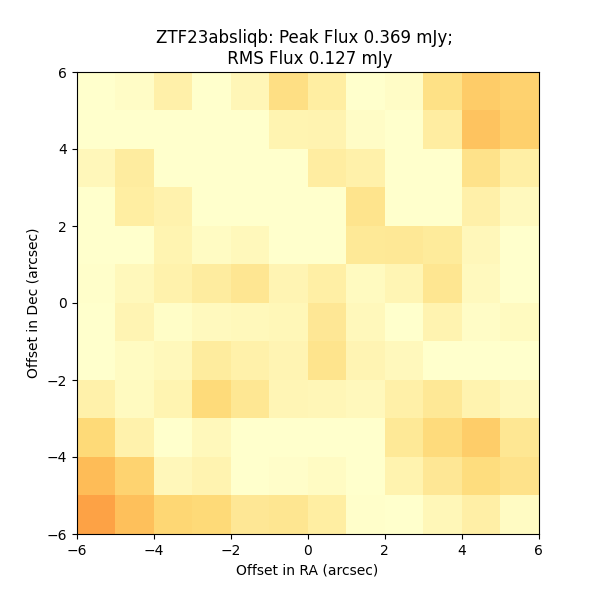 ZTF23absliqb: Peak Flux 0.369 mJy;
RMS Flux 0.127 mJy
6
4
2
0
−2
−4
−6
Offset in Dec (arcsec)
−6 −4 −2 0 2 4 6
Offset in RA (arcsec)